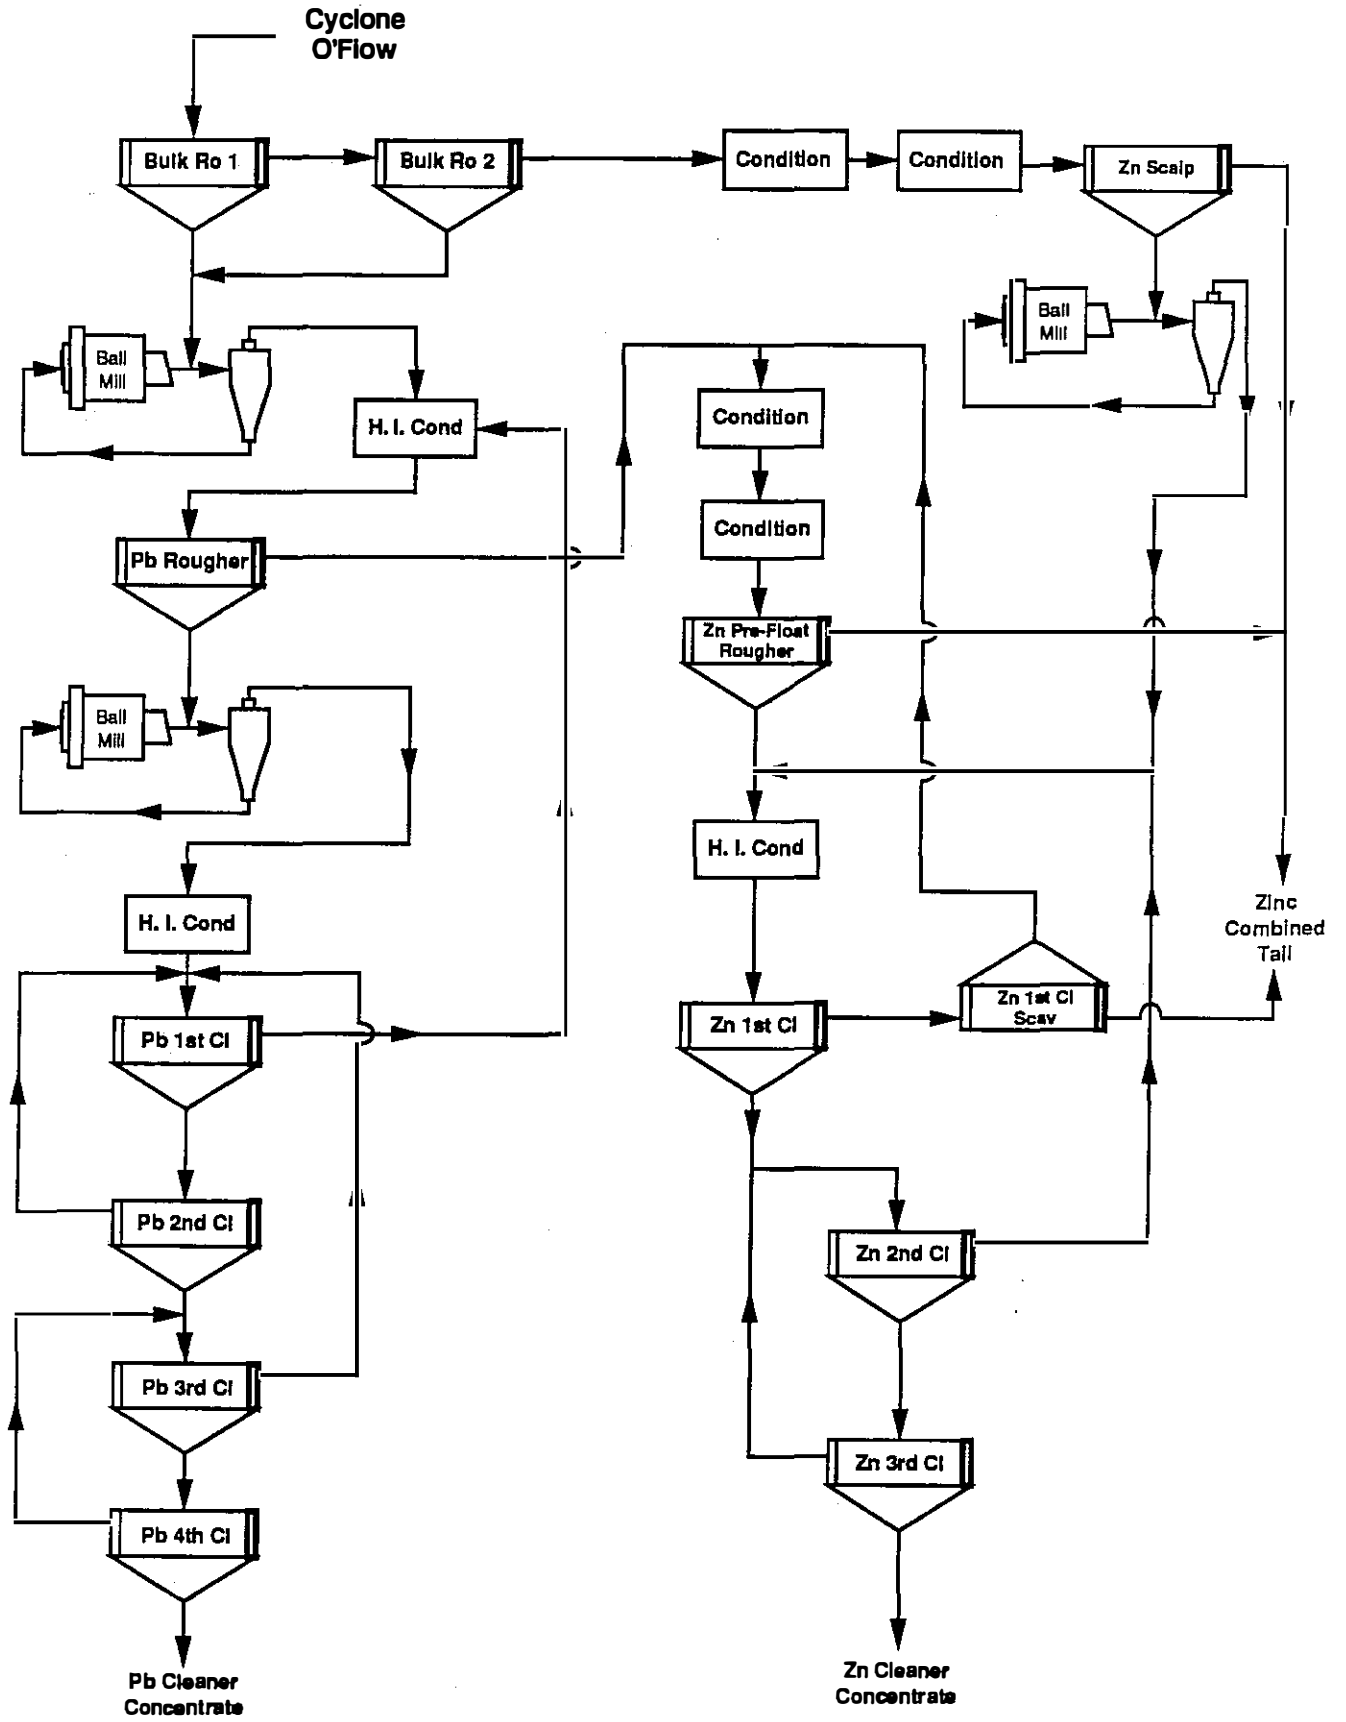 Cyclone
O'Flow
Bulk Ro 1
Bulk Ro 2
Condition
Condition
Zn Scalp
Ball
Mill
Ball
Mill
H. I. Cond
Condition
Condition
Pb Rougher
Zn Pre-Float
Rougher
Ball
Mill
H. I. Cond
H. I. Cond
Zinc
Combined
Tail
Pb 1st Cl
Zn 1st Cl
Zn 1st Cl
Scav
Pb 2nd Cl
Zn 2nd Cl
Pb 3rd Cl
Zn 3rd Cl
Pb 4th Cl
Pb Cleaner
Concentrate
Zn Cleaner
Concentrate